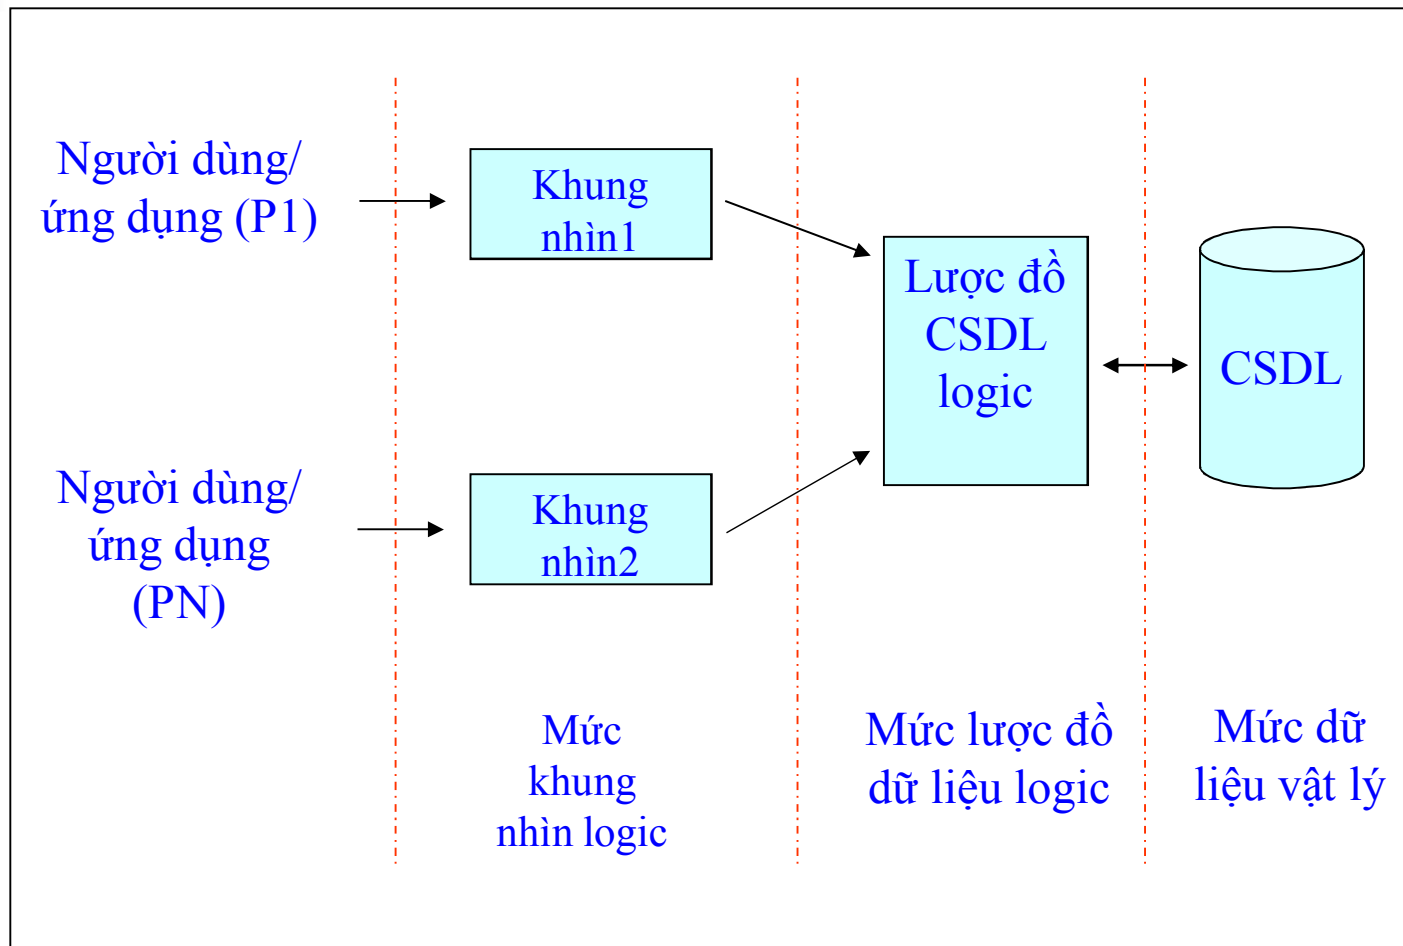 Người dùng/
ứng dụng (P1)
Khung
nhìn1
Lược đồ
CSDL
logic
CSDL
Người dùng/
ứng dụng
(PN)
Khung
nhìn2
Mức
khung
nhìn logic
Mức lược đồ
dữ liệu logic
Mức dữ
liệu vật lý